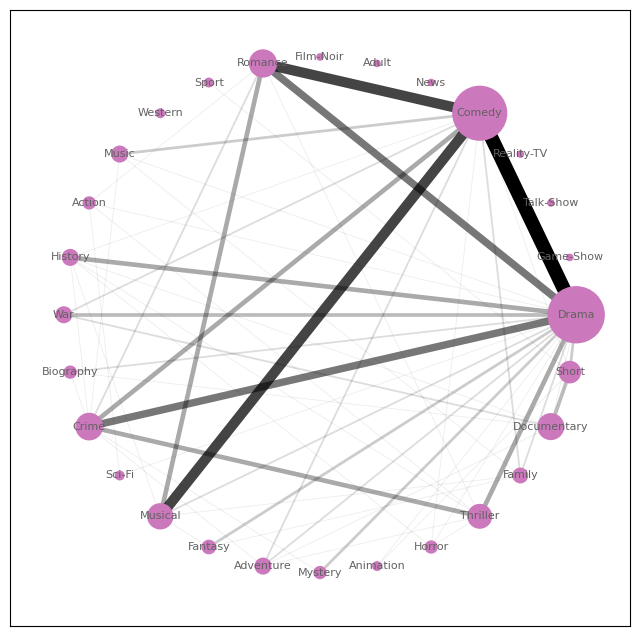 Film-Noir
Romance
Adult
Sport
News
Western
Comedy
Music
Reality-TV
Action
Talk-Show
History
Game-Show
War
Drama
Biography
Short
Crime
Documentary
Sci-Fi
Family
Musical
Thriller
Fantasy
Horror
Adventure
Mystery
Animation